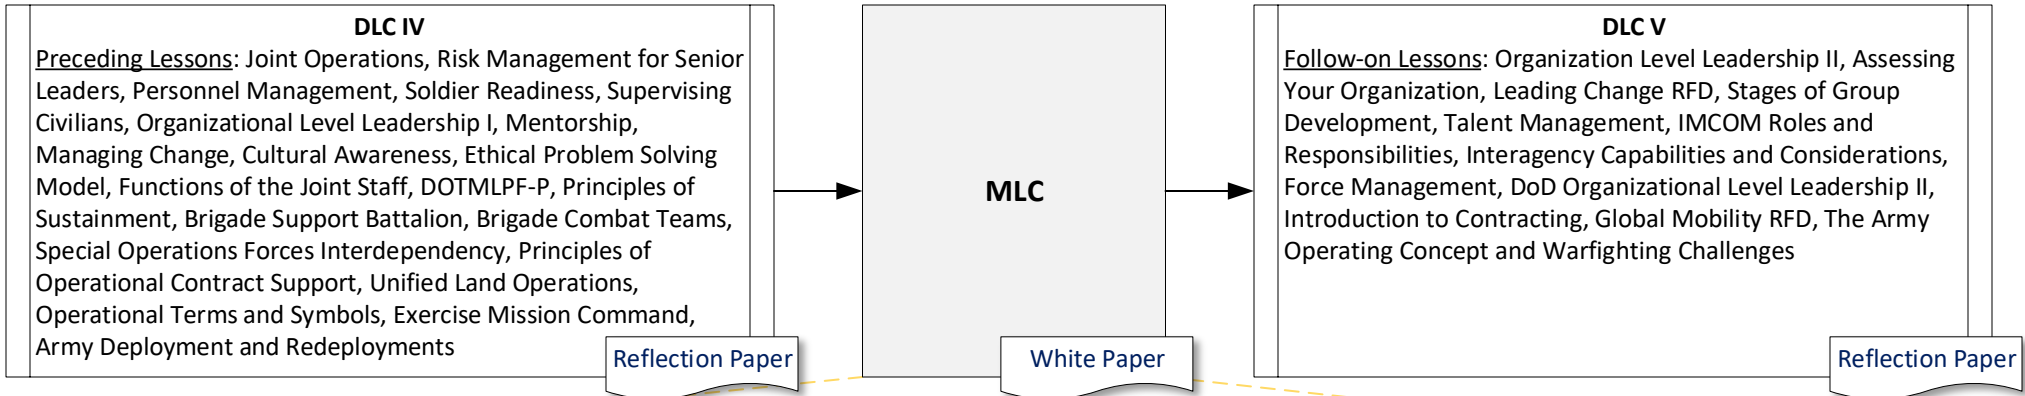 DLC IV
Preceding Lessons: Joint Operations, Risk Management for Senior
Leaders, Personnel Management, Soldier Readiness, Supervising
Civilians, Organizational Level Leadership I, Mentorship,
Managing Change, Cultural Awareness, Ethical Problem Solving
Model, Functions of the Joint Staff, DOTMLPF-P, Principles of
Sustainment, Brigade Support Battalion, Brigade Combat Teams,
Special Operations Forces Interdependency, Principles of
Operational Contract Support, Unified Land Operations,
Operational Terms and Symbols, Exercise Mission Command,
Army Deployment and Redeployments
Reflection Paper
MLC
White Paper
DLC V
Follow-on Lessons: Organization Level Leadership II, Assessing
Your Organization, Leading Change RFD, Stages of Group
Development, Talent Management, IMCOM Roles and
Responsibilities, Interagency Capabilities and Considerations,
Force Management, DoD Organizational Level Leadership II,
Introduction to Contracting, Global Mobility RFD, The Army
Operating Concept and Warfighting Challenges
Reflection Paper